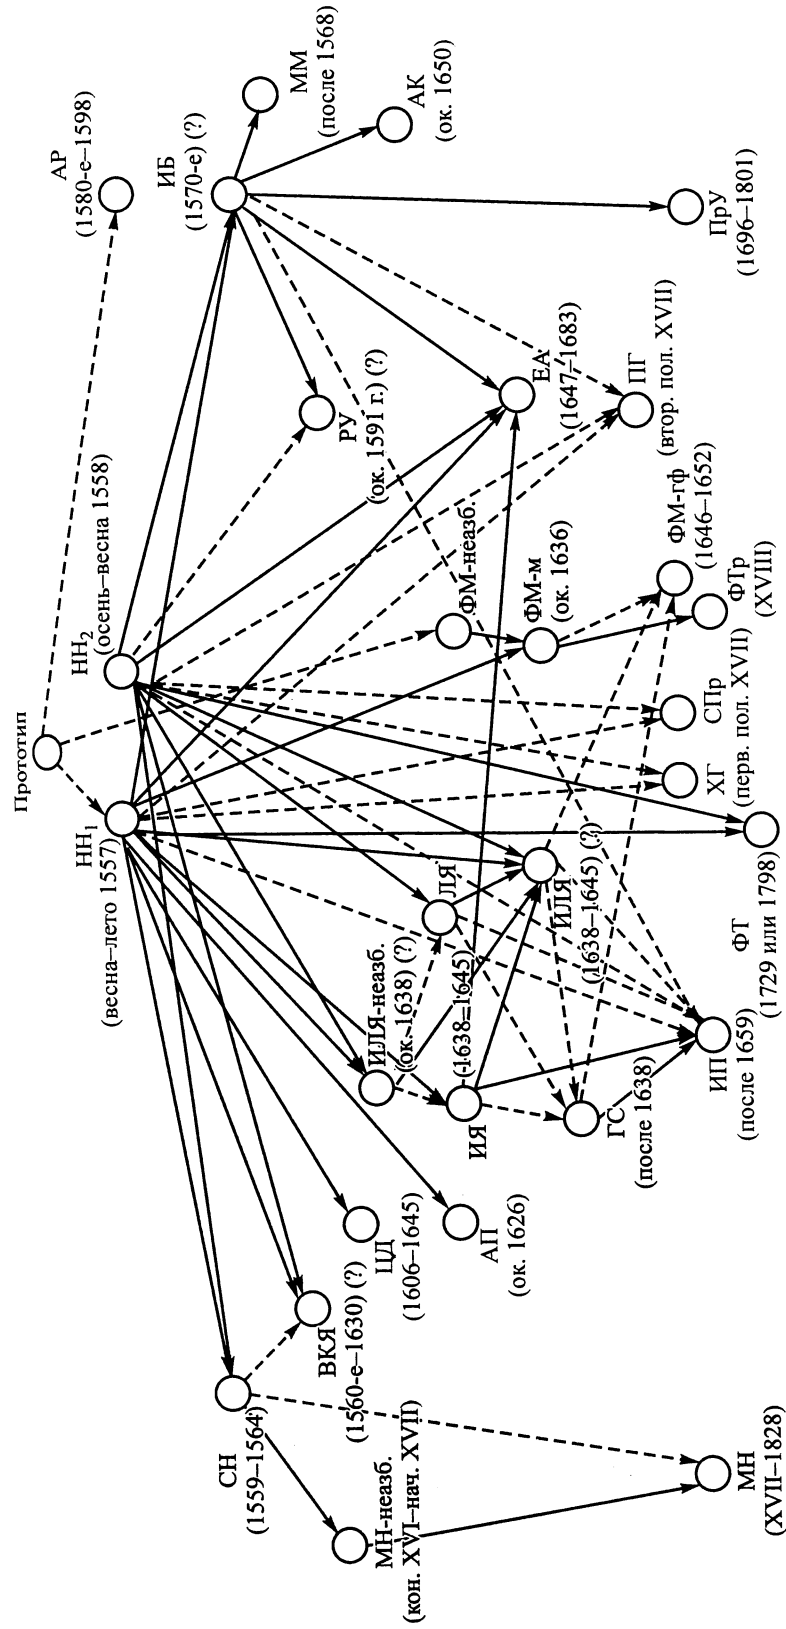 Прототип
АР
(1580-е–1598)
НН₁
(весна–лето 1557)
НН₂
(осень–весна 1558)
ИБ
(1570-е) (?)
ММ
(после 1568)
АК
(ок. 1650)
СН
(1559–1564)
ВКЯ
(1560-е–1630) (?)
РУ
(ок. 1591 г.) (?)
МН-неазб.
(кон. XVI–нач. XVII)
ЦД
(1606–1645)
ИЛЯ-неазб.
(ок. 1638) (?)
ЛЯ
ФМ-неазб.
АП
(ок. 1626)
ИЯ
(1638–1645)
ИЛЯ
(1638–1645) (?)
ФМ-м
(ок. 1636)
ЕА
(1647–1683)
ГС
(после 1638)
ХГ
СПр
(перв. пол. XVII)
ФМ-гф
(1646–1652)
ПГ
(втор. пол. XVII)
ПрУ
(1696–1801)
МН
(XVII–1828)
ИП
(после 1659)
ФТ
(1729 или 1798)
ФТр
(XVIII)